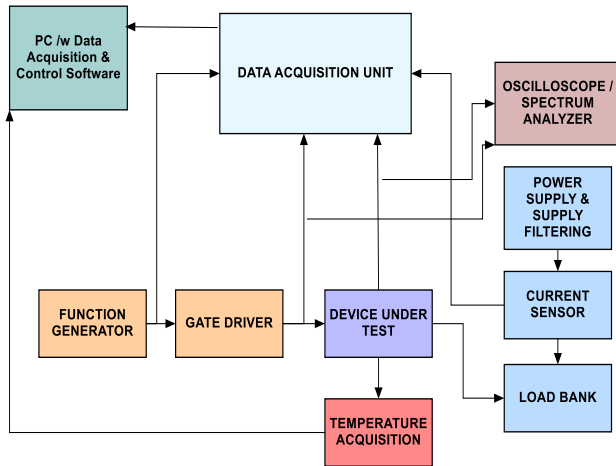 PC /w Data
Acquisition &
Control Software
DATA ACQUISITION UNIT
OSCILLOSCOPE /
SPECTRUM
ANALYZER
POWER
SUPPLY &
SUPPLY
FILTERING
FUNCTION
GENERATOR
GATE DRIVER
DEVICE UNDER
TEST
CURRENT
SENSOR
LOAD BANK
TEMPERATURE
ACQUISITION